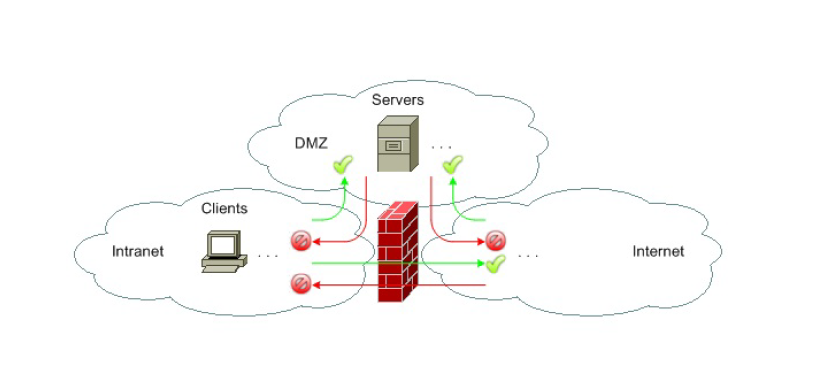 Servers
DMZ
. . .
Clients
Intranet
. . .
. . .
Internet